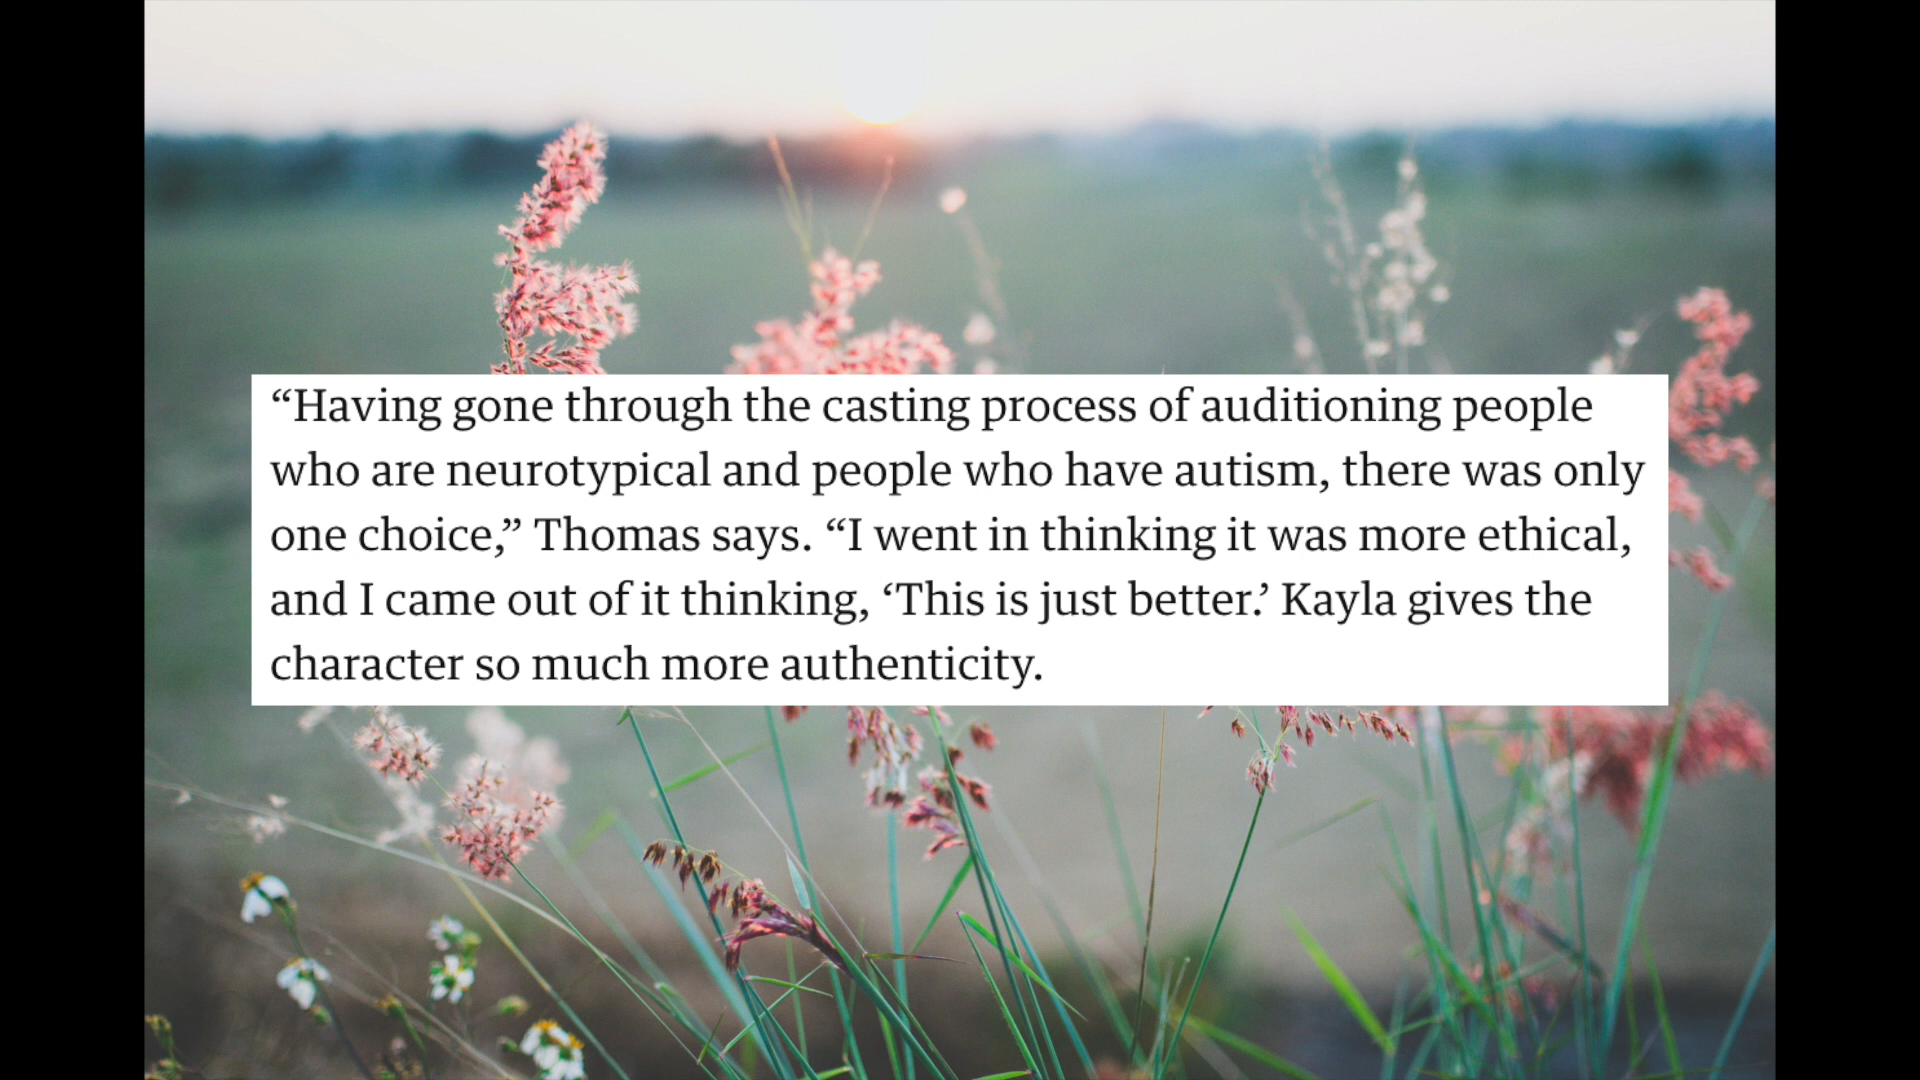 “Having gone through the casting process of auditioning people
who are neurotypical and people who have autism, there was only
one choice,” Thomas says. “I went in thinking it was more ethical,
and I came out of it thinking, ‘This is just better.’ Kayla gives the
character so much more authenticity.